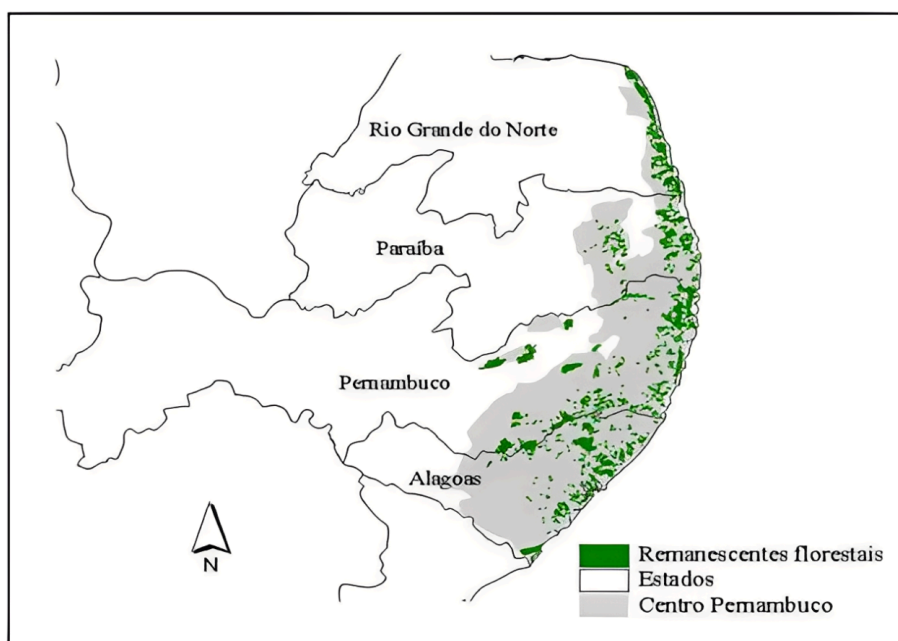 Rio Grande do Norte
Paraíba
Pernambuco
Alagoas
N
Remanescentes florestais
Estados
Centro Pernambuco